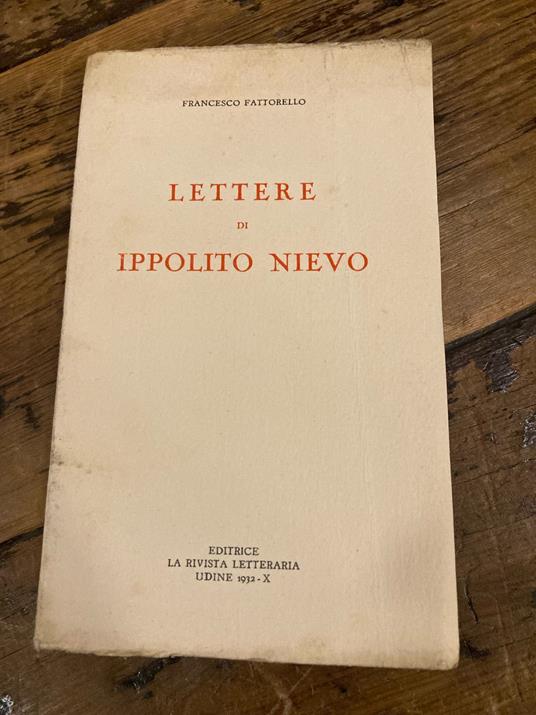 FRANCESCO FATTORELLO
LETTERE
DI
IPPOLITO NIEVO
EDITRICE
LA RIVISTA LETTERARIA
UDINE 1932-X